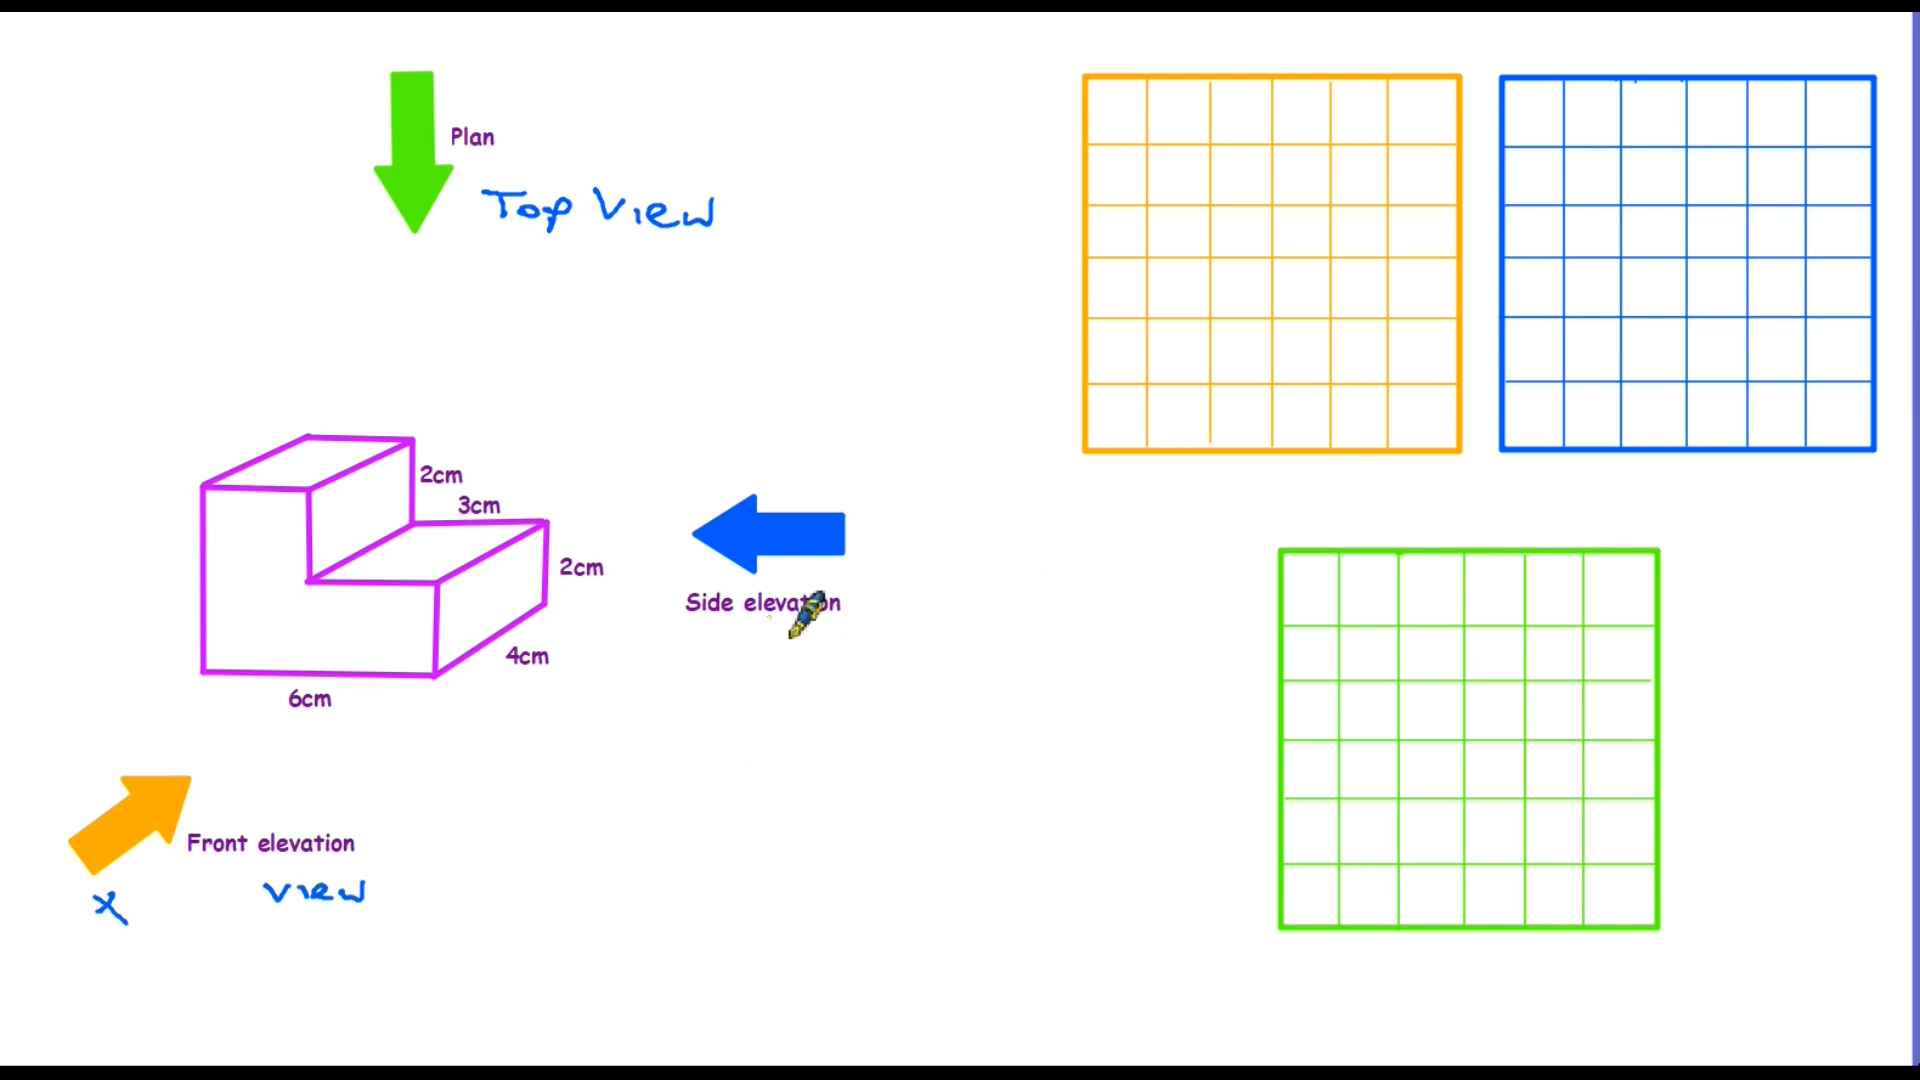 Plan
Top View
2cm
3cm
2cm
Side elevation
4cm
6cm
Front elevation
view
x